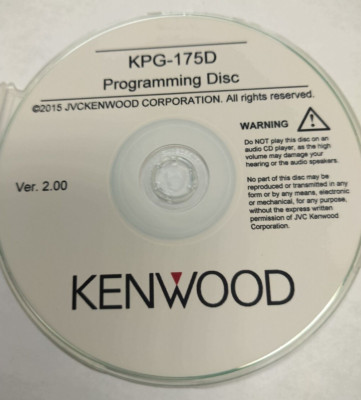 KPG-175D
Programming Disc
©2015 JVCKENWOOD CORPORATION. All rights reserved.
WARNING
Do NOT play this disc on an
audio CD player, as the high
volume may damage your
hearing or the audio speakers.
No part of this disc may be
reproduced or transmitted in any
form or by any means, electronic
or mechanical, for any purpose,
without the express written
permission of JVC Kenwood
Corporation.
Ver. 2.00
KENWOOD